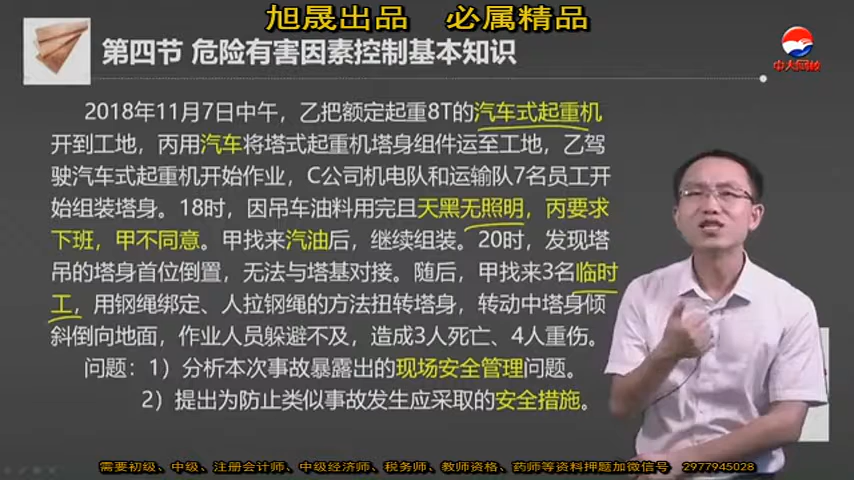 旭晟出品 必属精品
第四节 危险有害因素控制基本知识
中大网校
2018年11月7日中午，乙把额定起重8T的汽车式起重机
开到工地，丙用汽车将塔式起重机塔身组件运至工地，乙驾
驶汽车式起重机开始作业，C公司机电队和运输队7名员工开
始组装塔身。18时，因吊车油料用完且天黑无照明，丙要求
下班，甲不同意。甲找来汽油后，继续组装。20时，发现塔
吊的塔身首位倒置，无法与塔基对接。随后，甲找来3名临时
工，用钢绳绑定、人拉钢绳的方法扭转塔身，转动中塔身倾
斜倒向地面，作业人员躲避不及，造成3人死亡、4人重伤。
问题：1）分析本次事故暴露出的现场安全管理问题。
2）提出为防止类似事故发生应采取的安全措施。
需要初级、中级、注册会计师、中级经济师、税务师、教师资格、药师等资料押题加微信号 2977945028